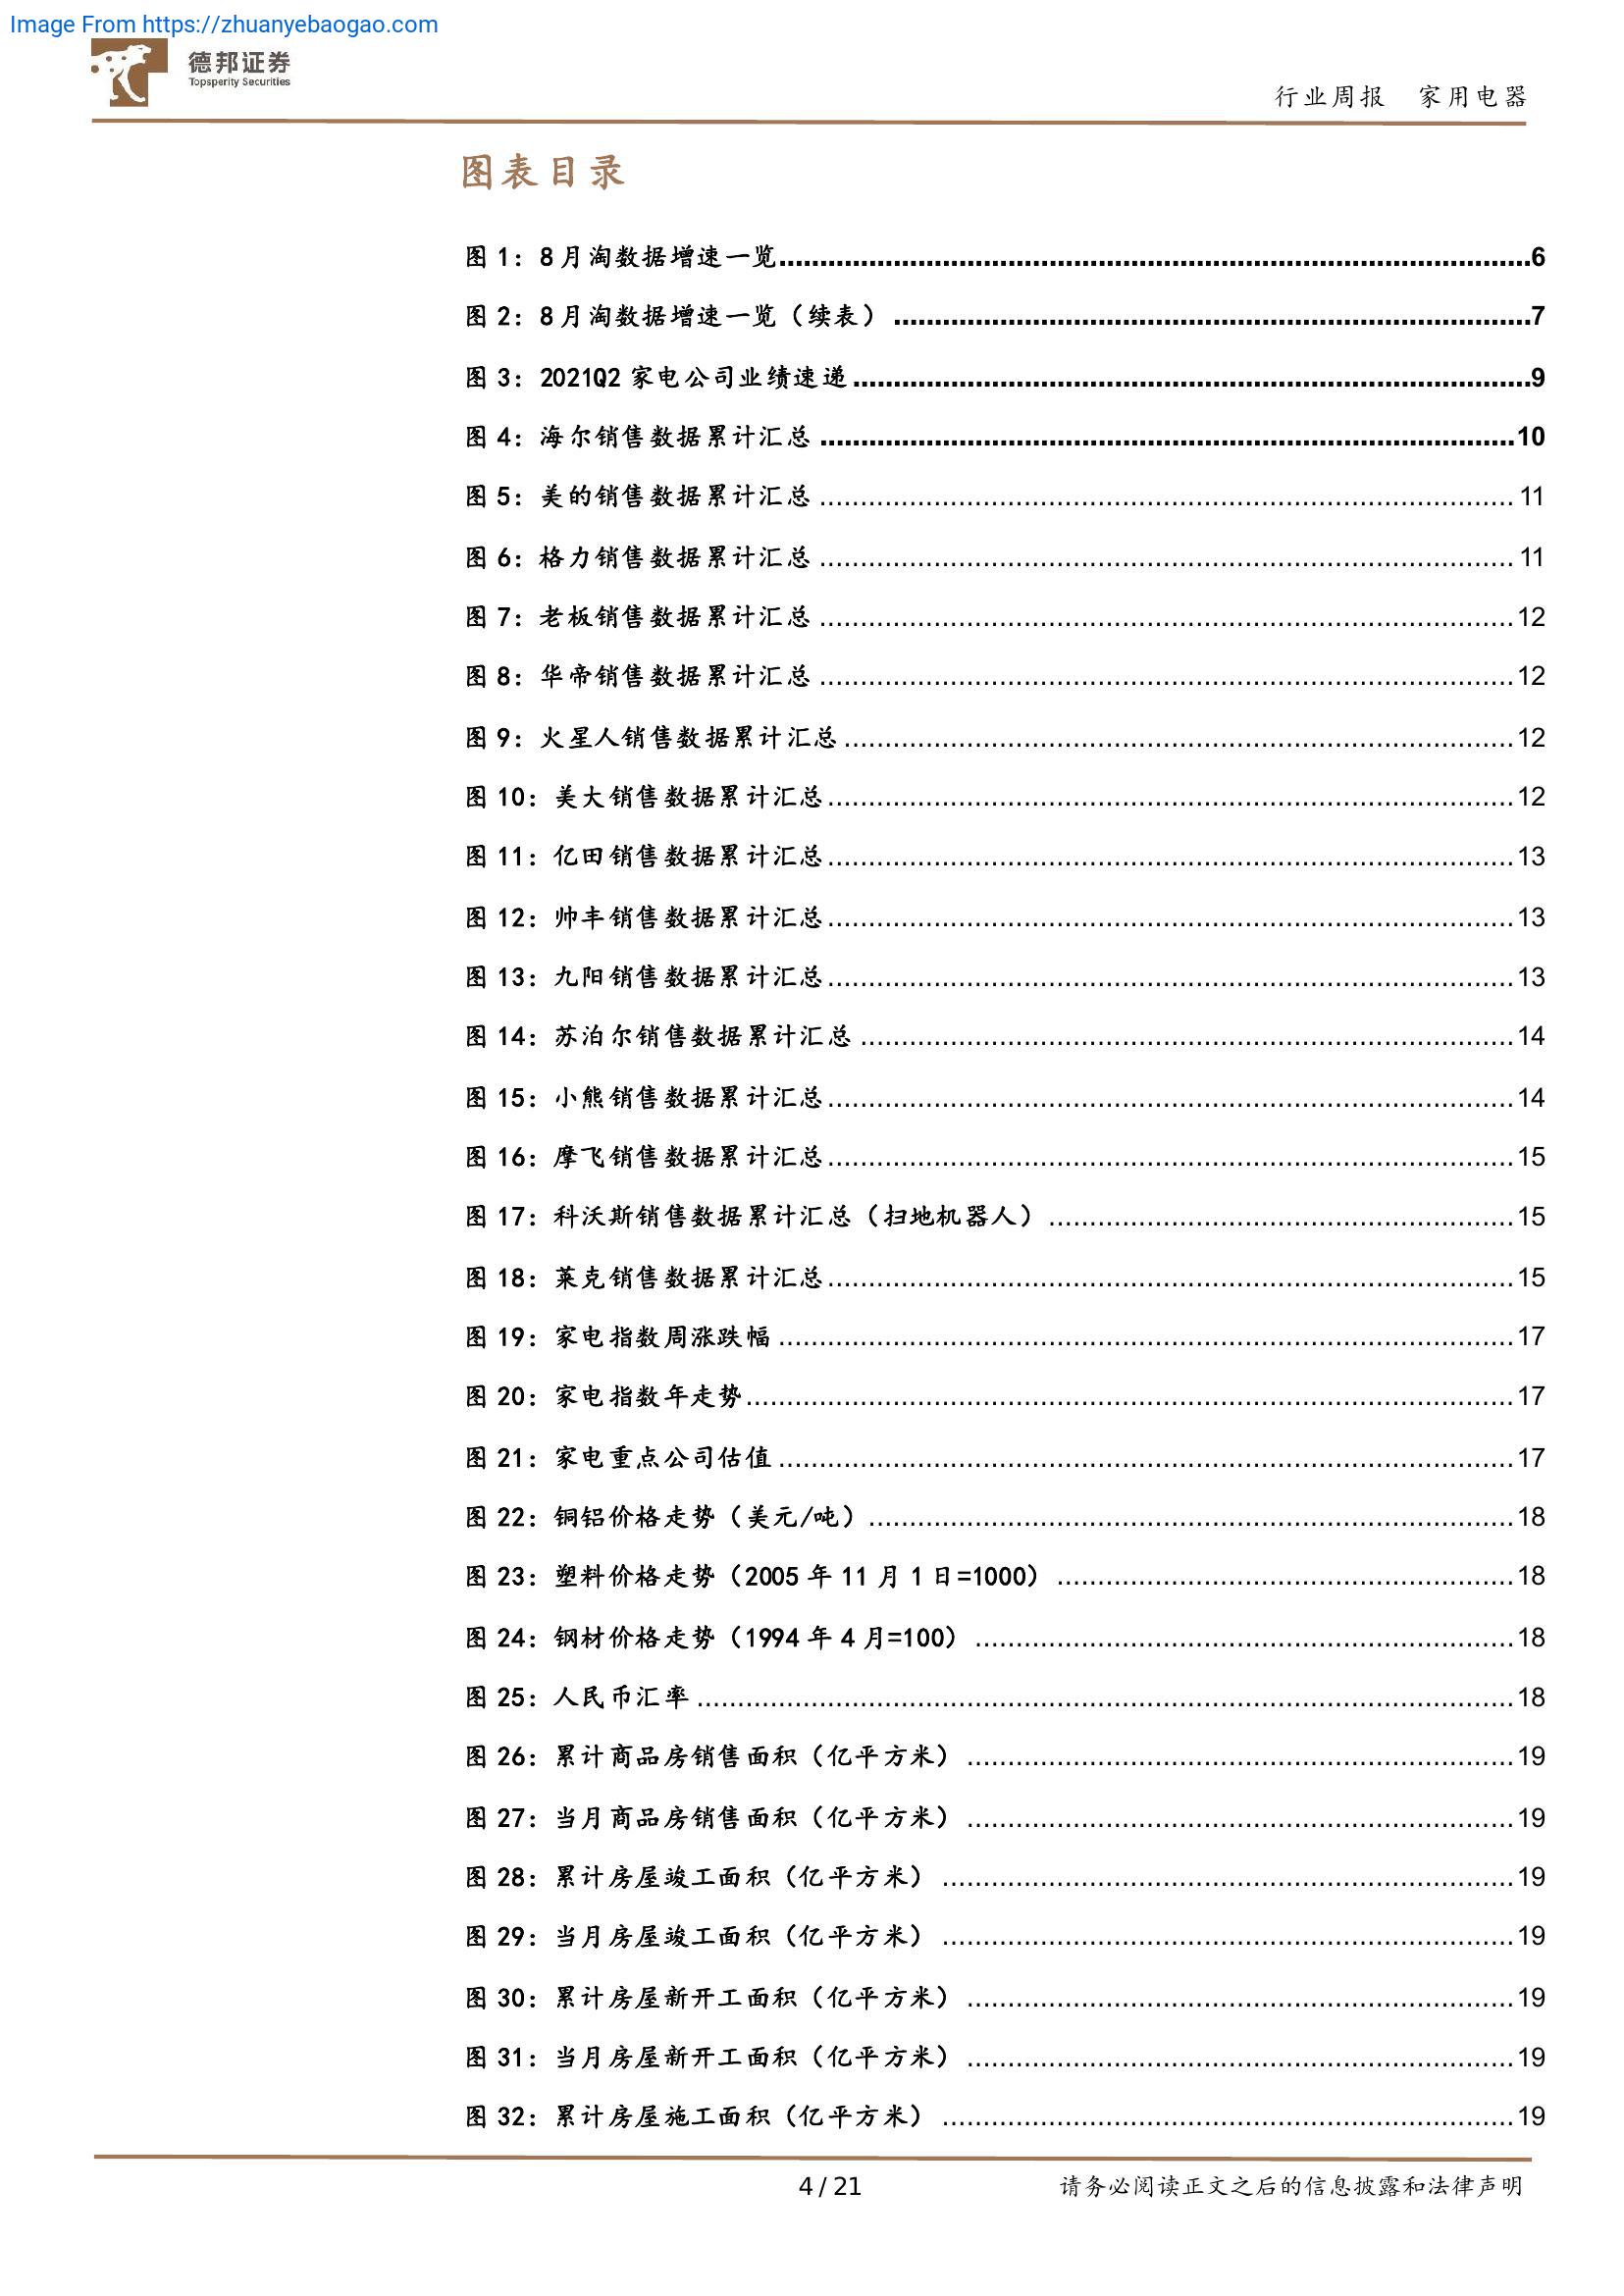 Image From https://zhuanyebaogao.com
德邦证券
Topsperity Securities
行业周报 家用电器
图表目录
图 1：8 月淘数据增速一览......6
图 2：8 月淘数据增速一览（续表）......7
图 3：2021Q2 家电公司业绩速递......9
图 4：海尔销售数据累计汇总......10
图 5：美的销售数据累计汇总......11
图 6：格力销售数据累计汇总......11
图 7：老板销售数据累计汇总......12
图 8：华帝销售数据累计汇总......12
图 9：火星人销售数据累计汇总......12
图 10：美大销售数据累计汇总......12
图 11：亿田销售数据累计汇总......13
图 12：帅丰销售数据累计汇总......13
图 13：九阳销售数据累计汇总......13
图 14：苏泊尔销售数据累计汇总......14
图 15：小熊销售数据累计汇总......14
图 16：摩飞销售数据累计汇总......15
图 17：科沃斯销售数据累计汇总（扫地机器人）......15
图 18：莱克销售数据累计汇总......15
图 19：家电指数周涨跌幅......17
图 20：家电指数年走势......17
图 21：家电重点公司估值......17
图 22：铜铝价格走势（美元/吨）......18
图 23：塑料价格走势（2005 年 11 月 1 日=1000）......18
图 24：钢材价格走势（1994 年 4 月=100）......18
图 25：人民币汇率......18
图 26：累计商品房销售面积（亿平方米）......19
图 27：当月商品房销售面积（亿平方米）......19
图 28：累计房屋竣工面积（亿平方米）......19
图 29：当月房屋竣工面积（亿平方米）......19
图 30：累计房屋新开工面积（亿平方米）......19
图 31：当月房屋新开工面积（亿平方米）......19
图 32：累计房屋施工面积（亿平方米）......19
4 / 21 请务必阅读正文之后的信息披露和法律声明